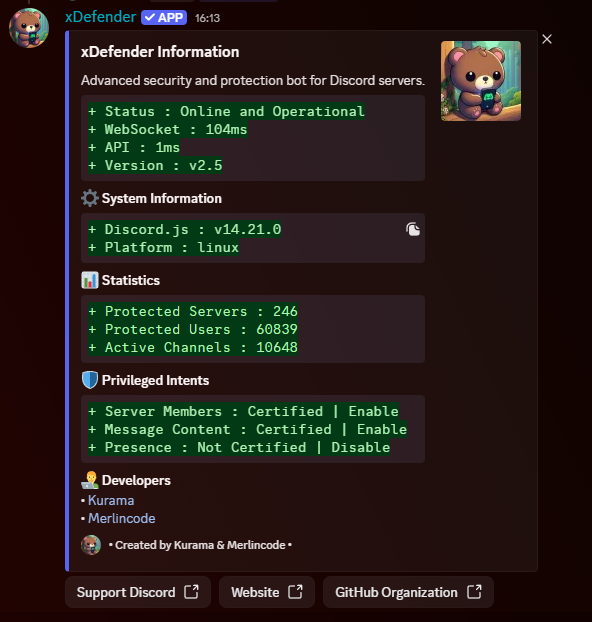 xDefender ✓ APP 16:13
xDefender Information
Advanced security and protection bot for Discord servers.
+ Status : Online and Operational
+ WebSocket : 104ms
+ API : 1ms
+ Version : v2.5
System Information
+ Discord.js : v14.21.0
+ Platform : linux
Statistics
+ Protected Servers : 246
+ Protected Users : 60839
+ Active Channels : 10648
Privileged Intents
+ Server Members : Certified | Enable
+ Message Content : Certified | Enable
+ Presence : Not Certified | Disable
Developers
• Kurama
• Merlincode
• Created by Kurama & Merlincode •
Support Discord
Website
GitHub Organization